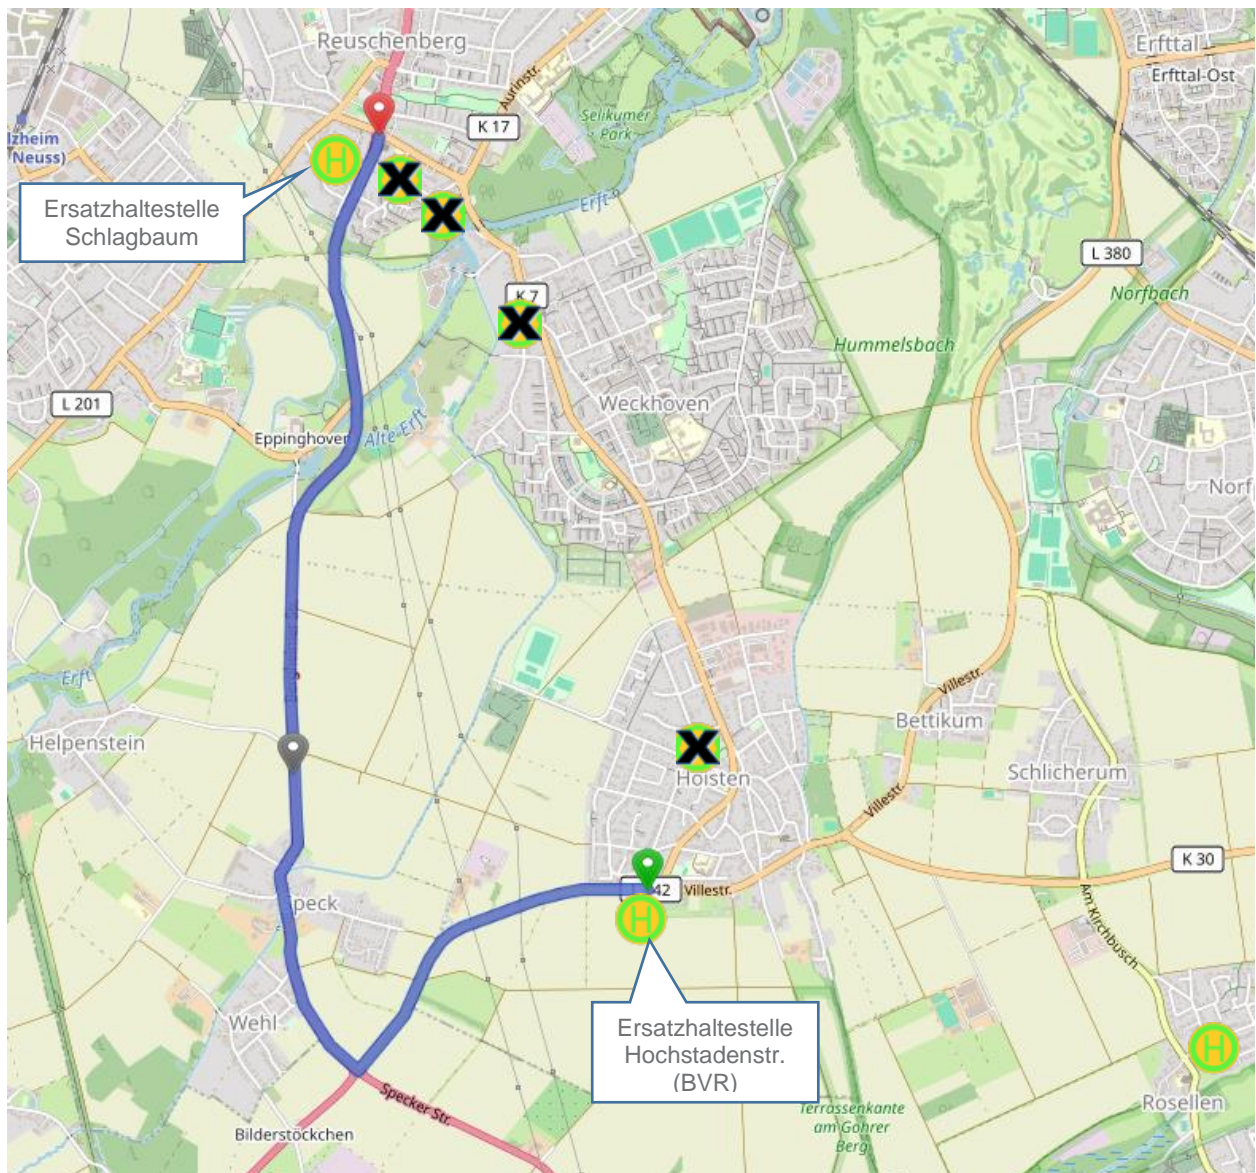 Reuschenberg
Erfttal
Erfttal-Ost
Aurinstr.
K 17
Selikumer
Park
lzheim
Neuss)
H
Ersatzhaltestelle
Schlagbaum
Erft
L 380
Norfbach
K 7
Hummelsbach
L 201
Weckhoven
Eppinghoven
Alte Erft
Norf
Erft
Villestr.
Bettikum
Helpenstein
Hoisten
Schlicherum
Villestr.
K 30
42
Villestr.
Speck
H
Am Kirchbusch
Wehl
Ersatzhaltestelle
Hochstadenstr.
(BVR)
H
Specker Str.
Rosellen
Terrassenkante
am Gohrer
Berg
Bilderstöckchen